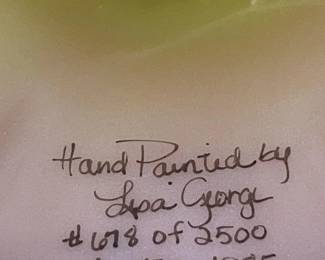 Hand Painted by
Lisa George
# 678 of 2500